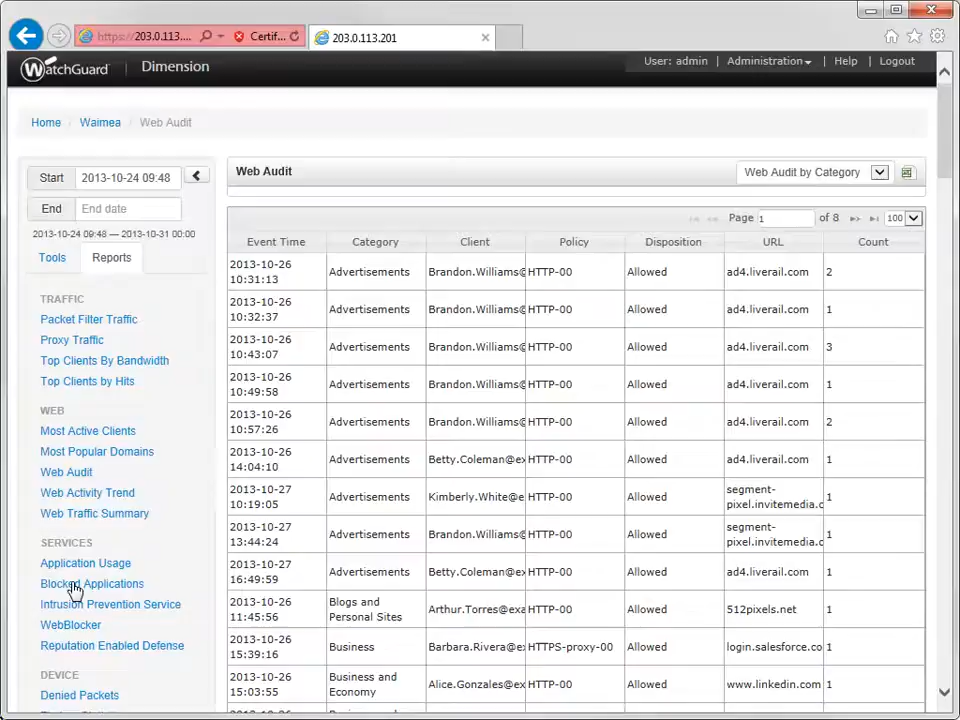 https://203.0.113....
Certif...
203.0.113.201
WatchGuard
Dimension
User: admin
Administration
Help
Logout
Home / Waimea / Web Audit
Start 2013-10-24 09:48
End End date
2013-10-24 09:48 — 2013-10-31 00:00
Tools Reports
TRAFFIC
Packet Filter Traffic
Proxy Traffic
Top Clients By Bandwidth
Top Clients by Hits
WEB
Most Active Clients
Most Popular Domains
Web Audit
Web Activity Trend
Web Traffic Summary
SERVICES
Application Usage
Blocked Applications
Intrusion Prevention Service
WebBlocker
Reputation Enabled Defense
DEVICE
Denied Packets
Web Audit
Web Audit by Category
Page 1 of 8 100
Event Time Category Client Policy Disposition URL Count
2013-10-26 10:31:13 Advertisements Brandon.Williams@ HTTP-00 Allowed ad4.liverail.com 2
2013-10-26 10:32:37 Advertisements Brandon.Williams@ HTTP-00 Allowed ad4.liverail.com 1
2013-10-26 10:43:07 Advertisements Brandon.Williams@ HTTP-00 Allowed ad4.liverail.com 3
2013-10-26 10:49:58 Advertisements Brandon.Williams@ HTTP-00 Allowed ad4.liverail.com 1
2013-10-26 10:57:26 Advertisements Brandon.Williams@ HTTP-00 Allowed ad4.liverail.com 2
2013-10-26 14:04:10 Advertisements Betty.Coleman@ex HTTP-00 Allowed ad4.liverail.com 1
2013-10-27 10:19:05 Advertisements Kimberly.White@e HTTP-00 Allowed segment-pixel.invitemedia.c 1
2013-10-27 13:44:24 Advertisements Brandon.Williams@ HTTP-00 Allowed segment-pixel.invitemedia.c 1
2013-10-27 16:49:59 Advertisements Betty.Coleman@ex HTTP-00 Allowed ad4.liverail.com 1
2013-10-26 11:45:56 Blogs and Personal Sites Arthur.Torres@exa HTTP-00 Allowed 512pixels.net 1
2013-10-26 15:39:16 Business Barbara.Rivera@e HTTPS-proxy-00 Allowed login.salesforce.co 1
2013-10-26 15:03:55 Business and Economy Alice.Gonzales@ex HTTP-00 Allowed www.linkedin.com 1